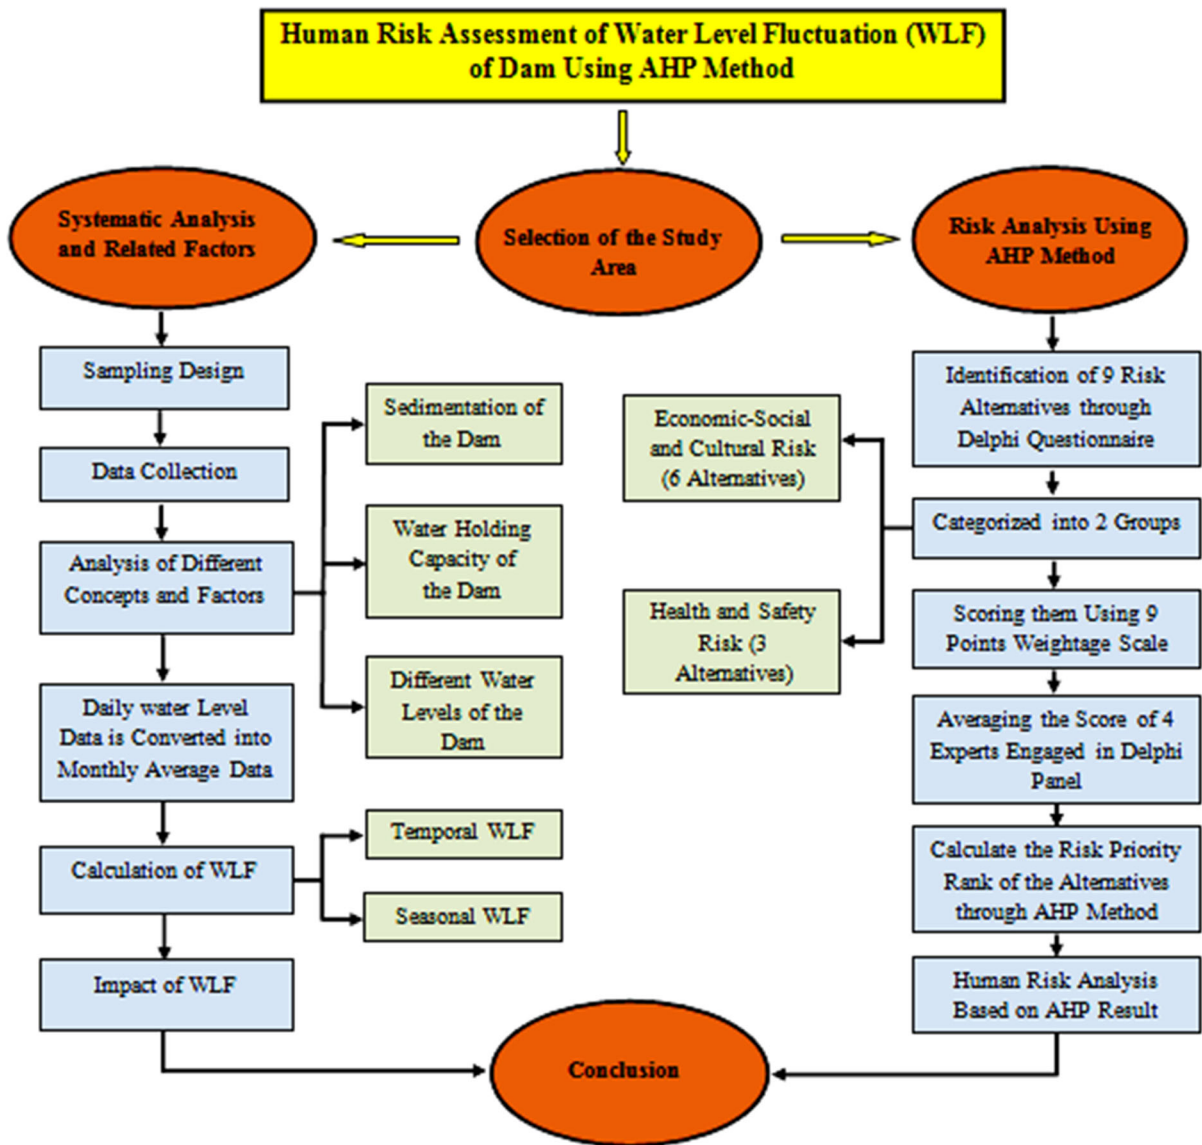 Human Risk Assessment of Water Level Fluctuation (WLF)
of Dam Using AHP Method
Systematic Analysis
and Related Factors
Selection of the Study
Area
Risk Analysis Using
AHP Method
Sampling Design
Data Collection
Analysis of Different
Concepts and Factors
Daily water Level
Data is Converted into
Monthly Average Data
Calculation of WLF
Impact of WLF
Sedimentation of
the Dam
Water Holding
Capacity of
the Dam
Different Water
Levels of the
Dam
Temporal WLF
Seasonal WLF
Economic-Social
and Cultural Risk
(6 Alternatives)
Health and Safety
Risk (3
Alternatives)
Identification of 9 Risk
Alternatives through
Delphi Questionnaire
Categorized into 2 Groups
Scoring them Using 9
Points Weightage Scale
Averaging the Score of 4
Experts Engaged in Delphi
Panel
Calculate the Risk Priority
Rank of the Alternatives
through AHP Method
Human Risk Analysis
Based on AHP Result
Conclusion